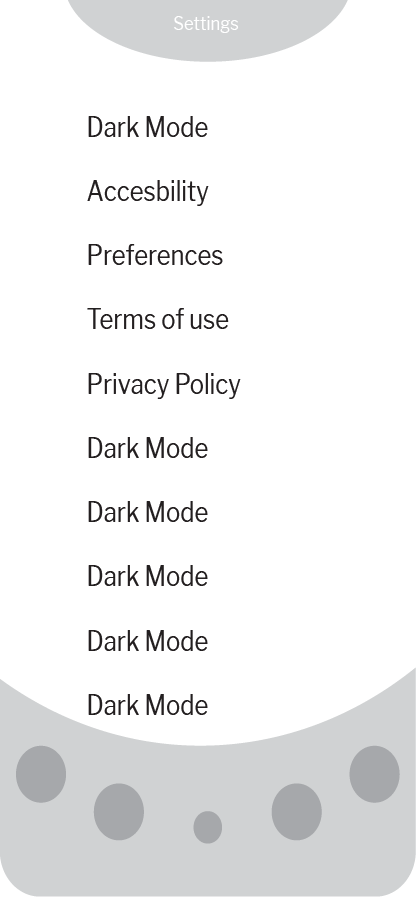 Settings
Dark Mode
Accesbility
Preferences
Terms of use
Privacy Policy
Dark Mode
Dark Mode
Dark Mode
Dark Mode
Dark Mode